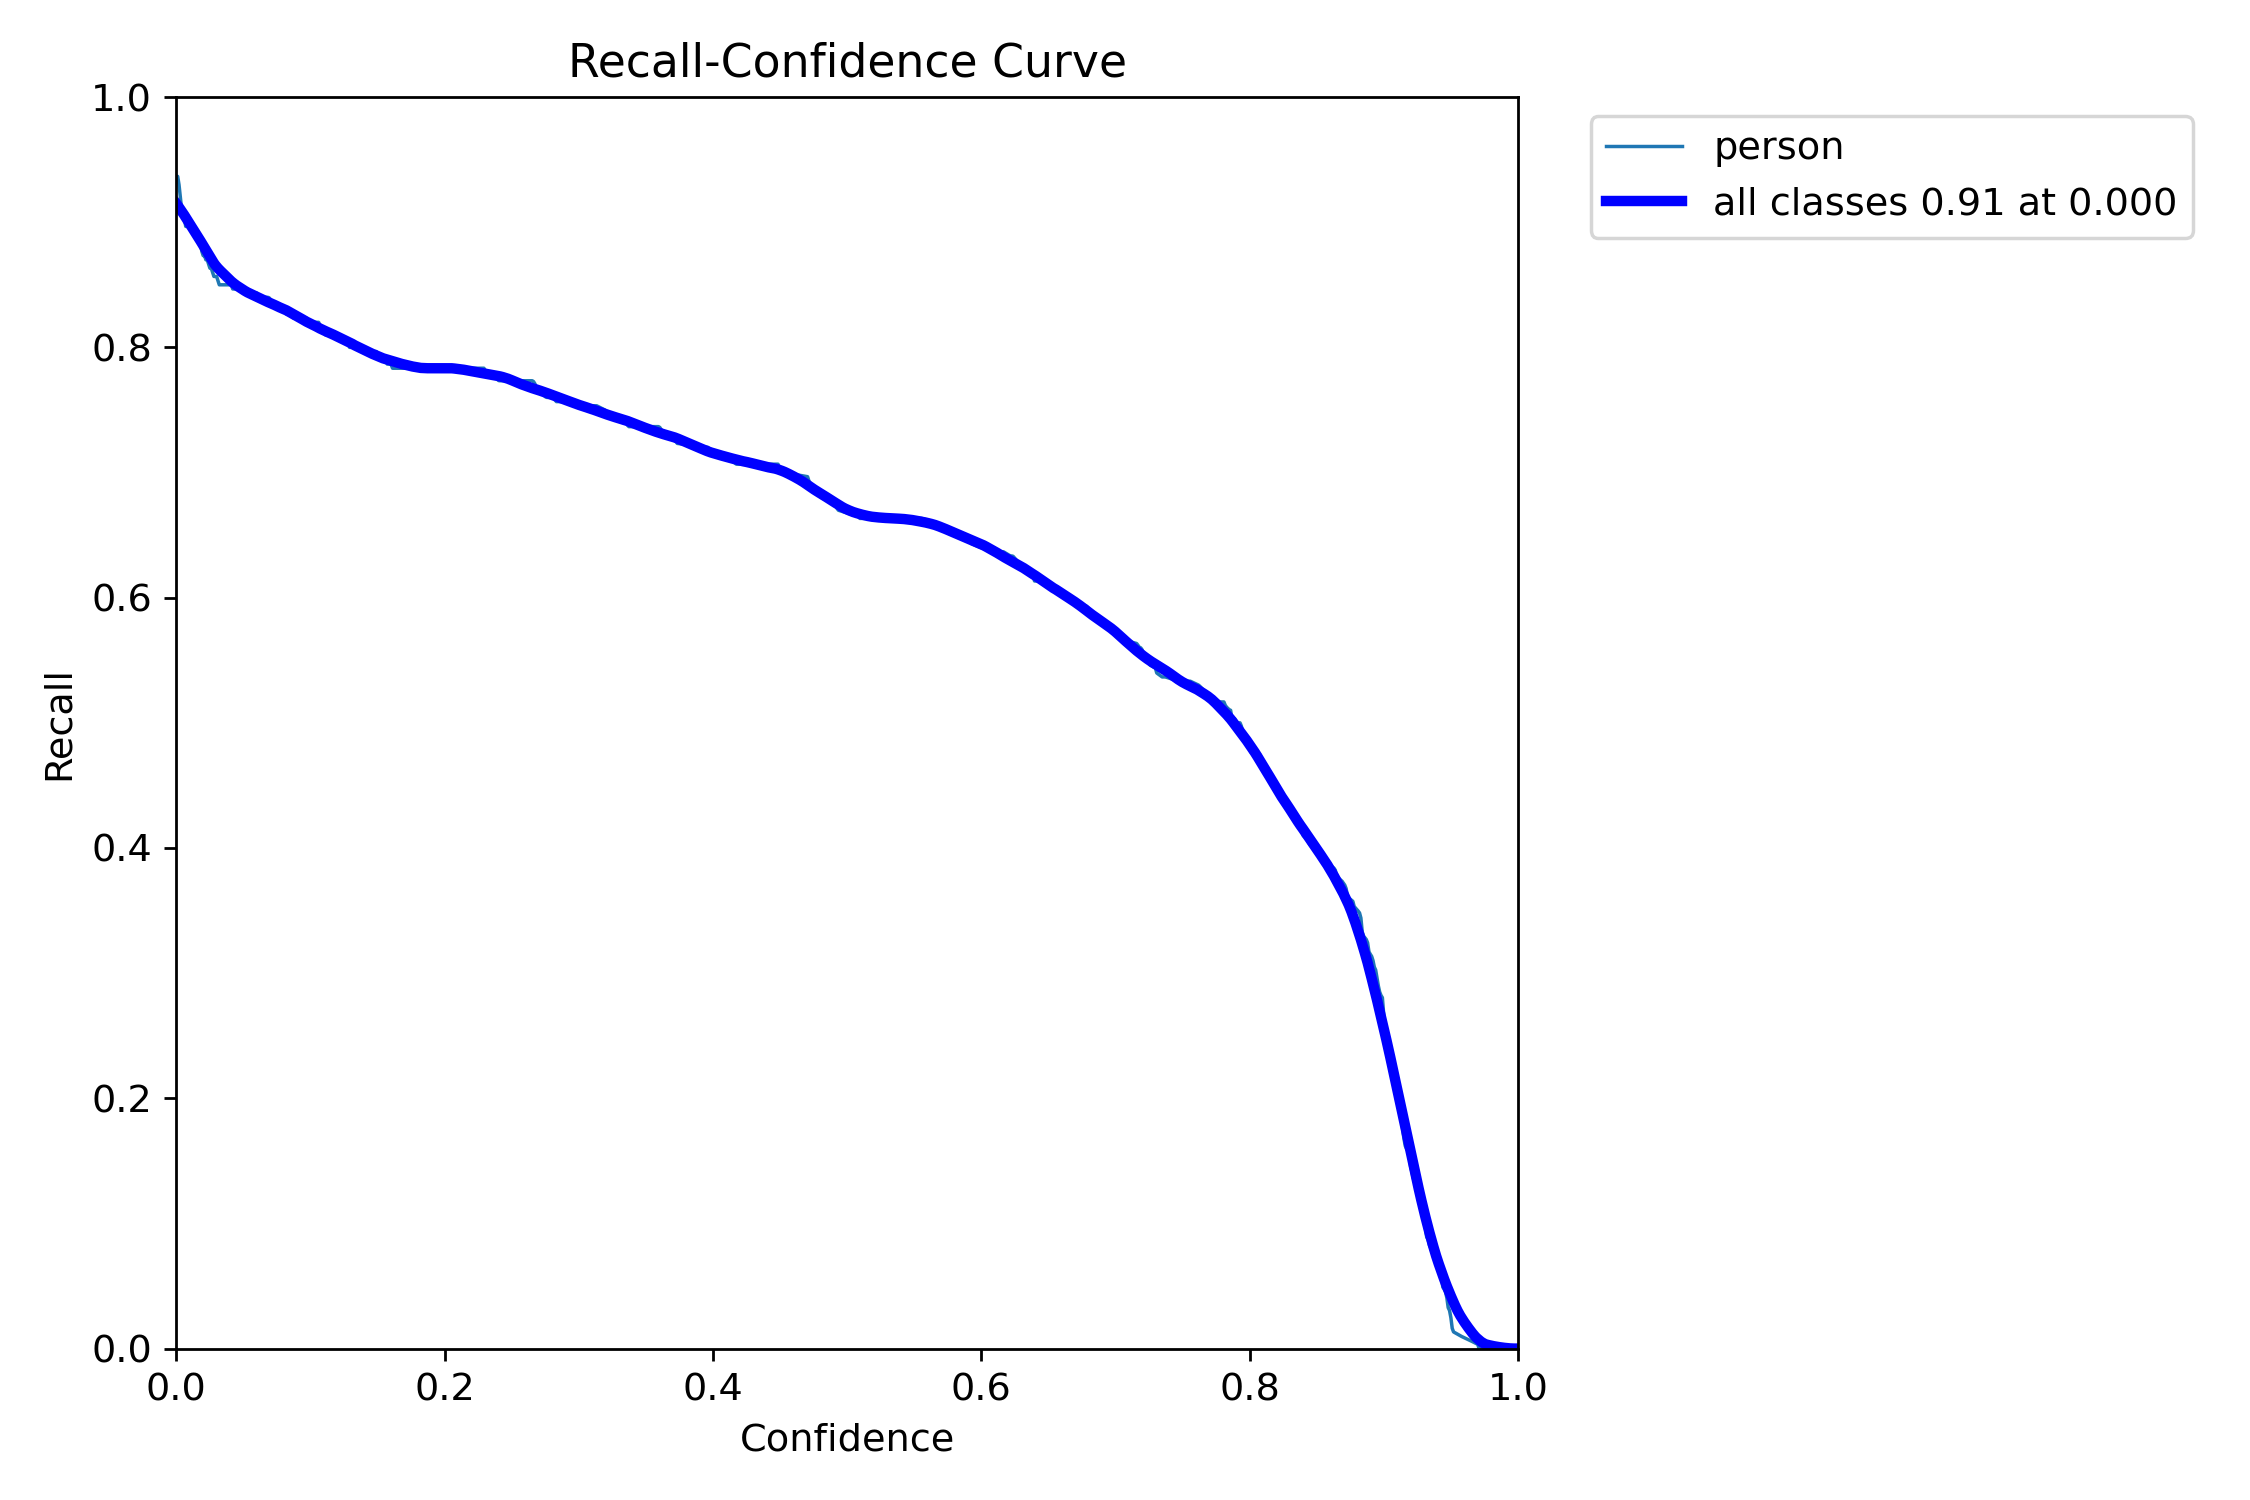 Recall-Confidence Curve
1.0
0.8
0.6
0.4
0.2
0.0
Recall
0.0 0.2 0.4 0.6 0.8 1.0
Confidence
person
all classes 0.91 at 0.000